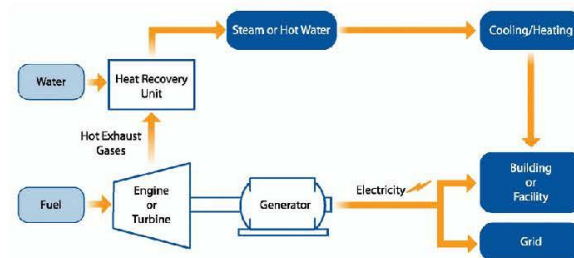 Steam or Hot Water
Cooling/Heating
Water
Heat Recovery
Unit
Hot Exhaust
Gases
Building
or
Facility
Fuel
Engine
or
Turbine
Generator
Electricity
Grid